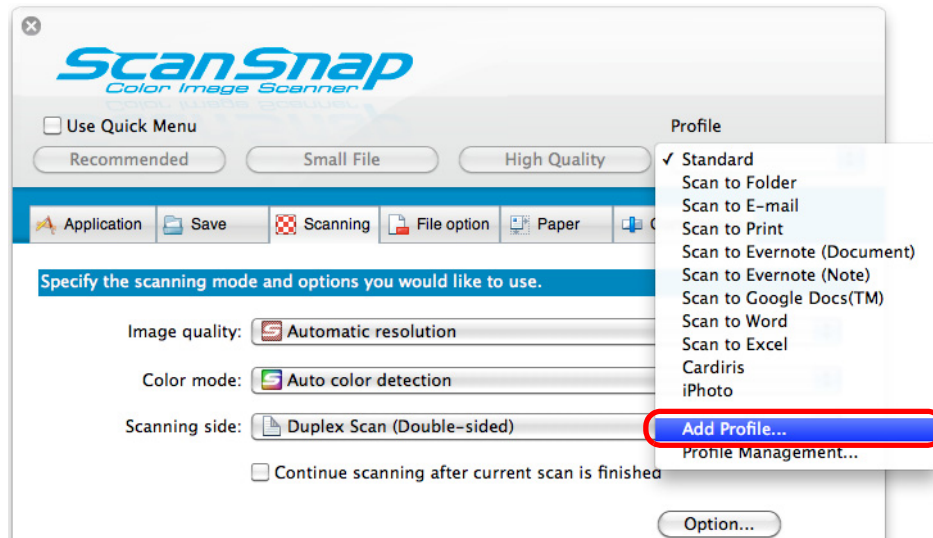 ScanSnap
Color Image Scanner
Use Quick Menu
Profile
Recommended
Small File
High Quality
✓ Standard
Scan to Folder
Scan to E-mail
Scan to Print
Scan to Evernote (Document)
Scan to Evernote (Note)
Scan to Google Docs(TM)
Scan to Word
Scan to Excel
Cardiris
iPhoto
Add Profile...
Profile Management...
Application
Save
Scanning
File option
Paper
Specify the scanning mode and options you would like to use.
Image quality: Automatic resolution
Color mode: Auto color detection
Scanning side: Duplex Scan (Double-sided)
Continue scanning after current scan is finished
Option...